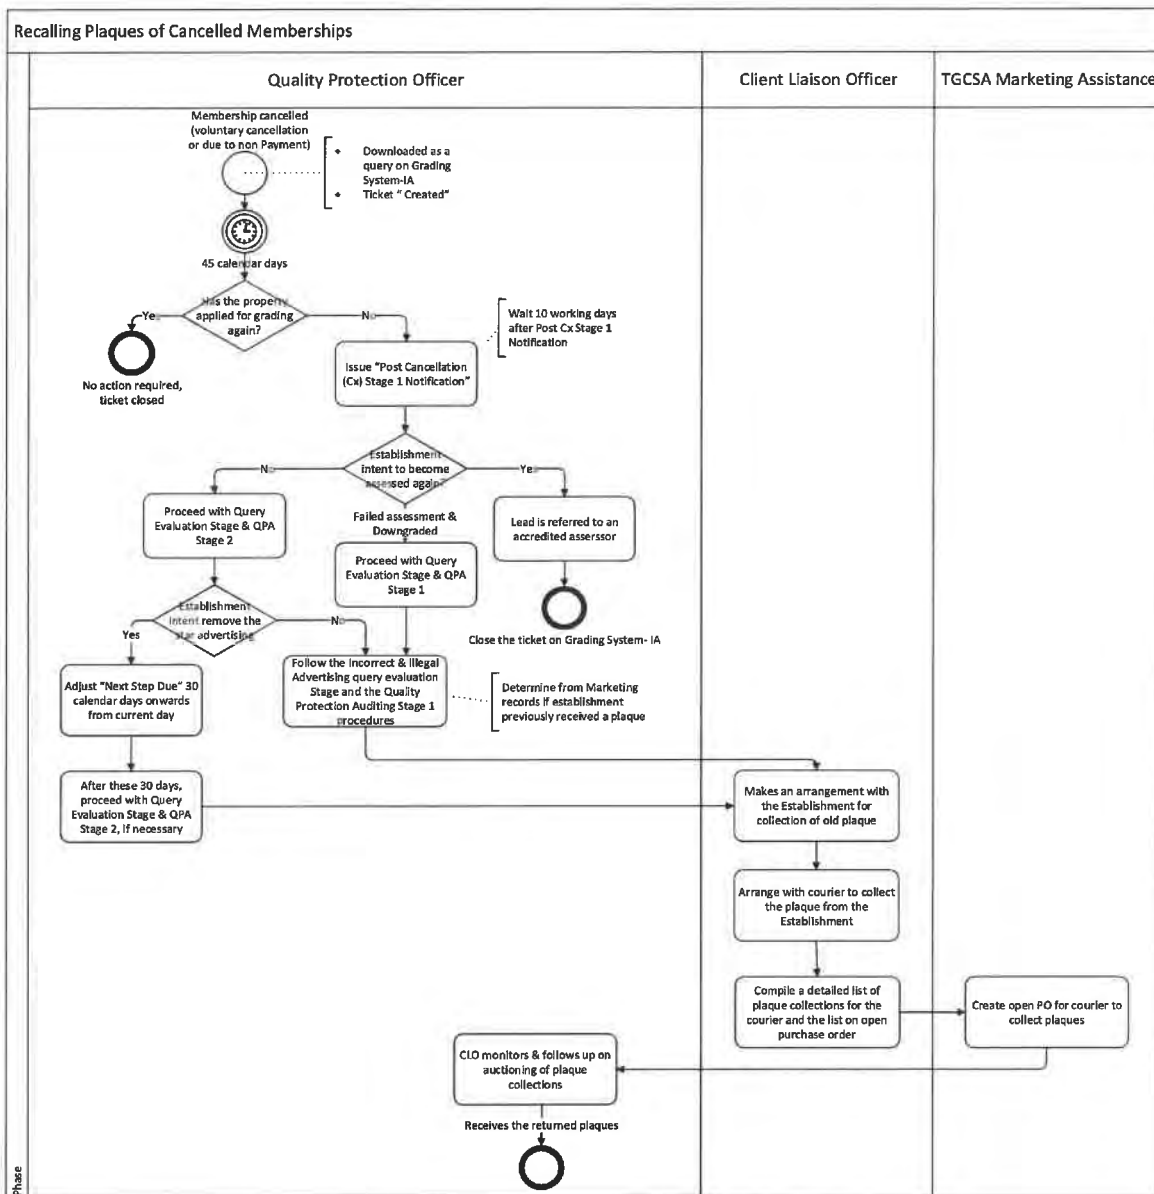 Recalling Plaques of Cancelled Memberships
Quality Protection Officer
Client Liaison Officer
TGCSA Marketing Assistance
Membership cancelled
(voluntary cancellation
or due to non Payment)
• Downloaded as a
query on Grading
System-IA
• Ticket " Created"
45 calendar days
Has the property
applied for grading
again?
Yes
No
No action required,
ticket closed
Wait 10 working days
after Post Cx Stage 1
Notification
Issue "Post Cancellation
(Cx) Stage 1 Notification"
Establishment
intent to become
assessed again?
No
Yes
Failed assessment &
Downgraded
Proceed with Query
Evaluation Stage & QPA
Stage 2
Proceed with Query
Evaluation Stage & QPA
Stage 1
Lead is referred to an
accredited asserssor
Close the ticket on Grading System- IA
Establishment
intent remove the
star advertising
Yes
No
Adjust "Next Step Due" 30
calendar days onwards
from current day
Follow the Incorrect & Illegal
Advertising query evaluation
Stage and the Quality
Protection Auditing Stage 1
procedures
Determine from Marketing
records if establishment
previously received a plaque
After these 30 days,
proceed with Query
Evaluation Stage & QPA
Stage 2, if necessary
Makes an arrangement with
the Establishment for
collection of old plaque
Arrange with courier to collect
the plaque from the
Establishment
Compile a detailed list of
plaque collections for the
courier and the list on open
purchase order
Create open PO for courier to
collect plaques
CLO monitors & follows up on
auctioning of plaque
collections
Receives the returned plaques
Phase